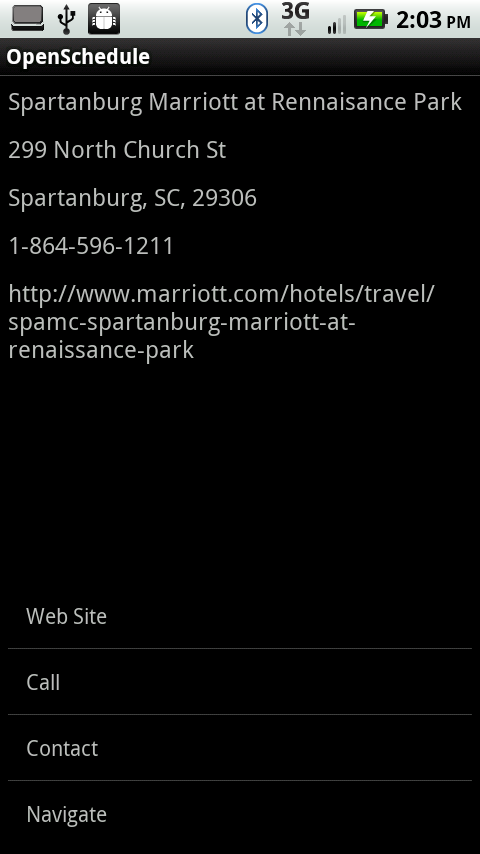 3G 2:03 PM
OpenSchedule
Spartanburg Marriott at Rennaisance Park
299 North Church St
Spartanburg, SC, 29306
1-864-596-1211
http://www.marriott.com/hotels/travel/
spamc-spartanburg-marriott-at-
renaissance-park
Web Site
Call
Contact
Navigate